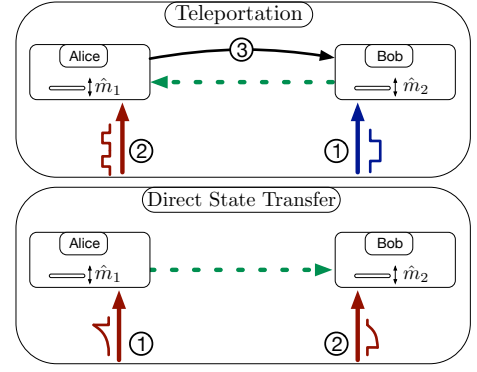 Teleportation
Alice
Bob
③
m̂₁
m̂₂
②
①
Direct State Transfer
Alice
Bob
m̂₁
m̂₂
①
②